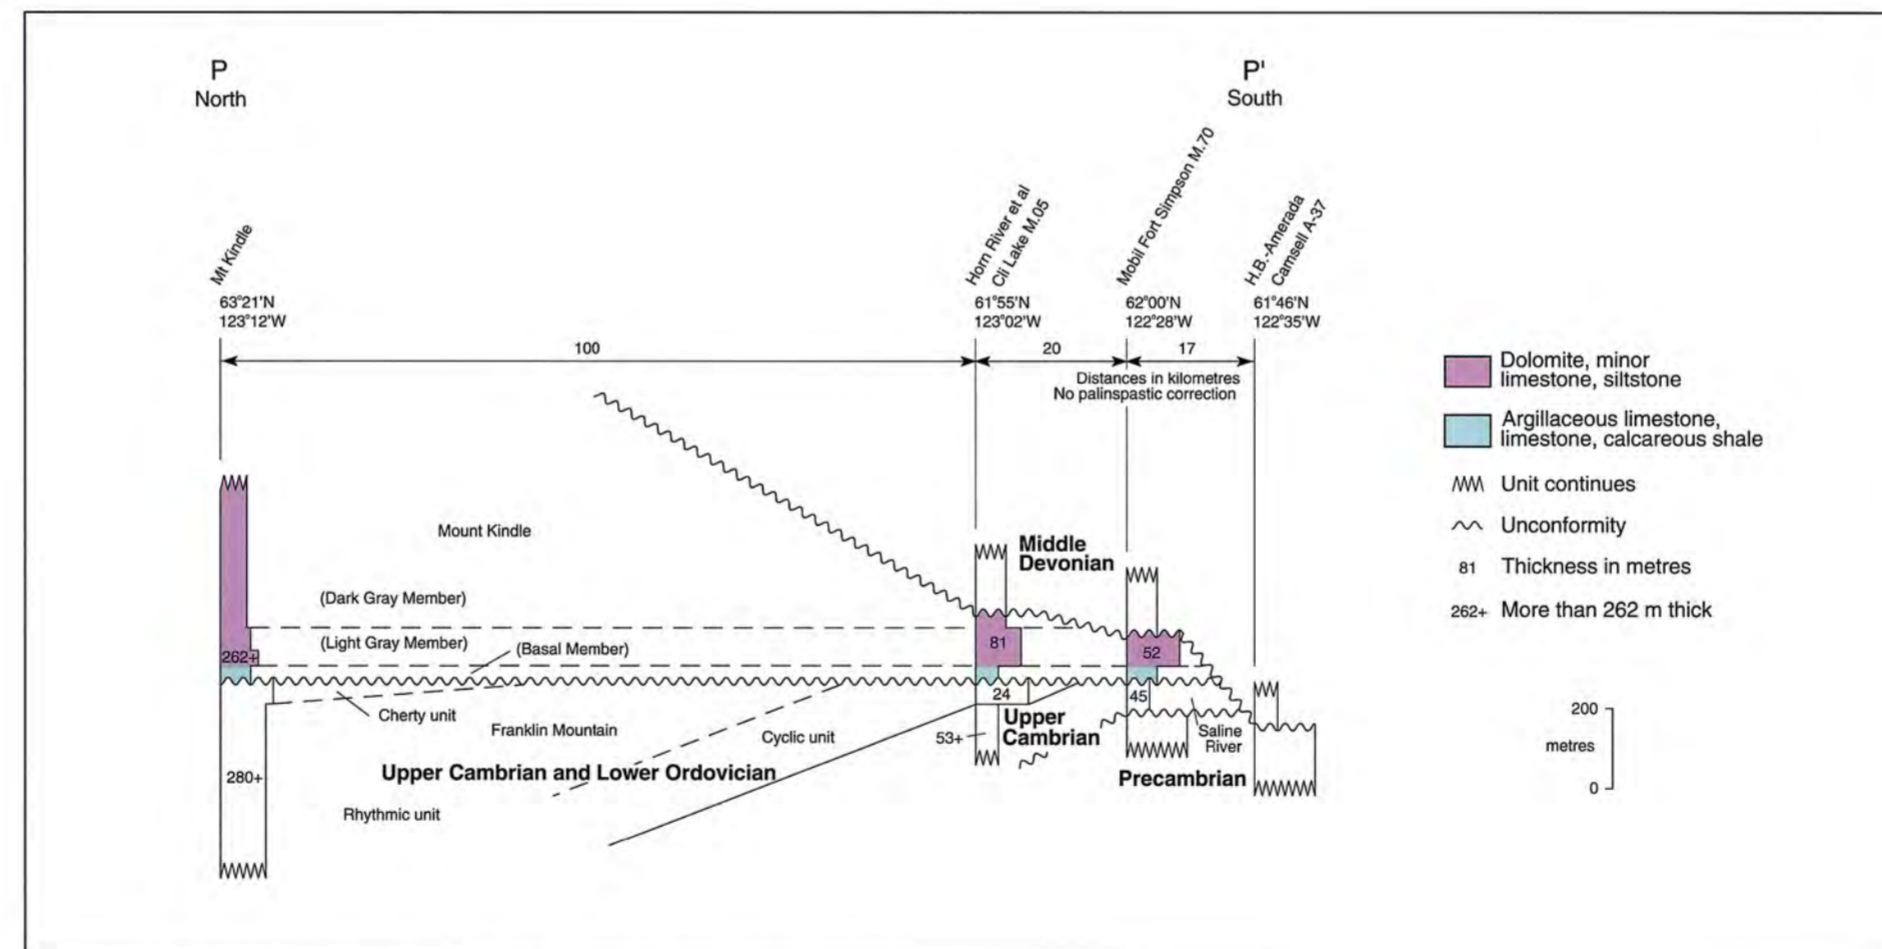 P
North
P'
South
Mt Kindle
Horn River et al
Cli Lake M.05
Mobil Fort Simpson M.70
H.B.-Amerada
Camsell A-37
63°21'N
123°12'W
61°55'N
123°02'W
62°00'N
122°28'W
61°46'N
122°35'W
100
20
17
Distances in kilometres
No palinspastic correction
Dolomite, minor
limestone, siltstone
Argillaceous limestone,
limestone, calcareous shale
Unit continues
Unconformity
81 Thickness in metres
262+ More than 262 m thick
Mount Kindle
Middle
Devonian
(Dark Gray Member)
(Light Gray Member)
(Basal Member)
262+
81
52
24
45
Cherty unit
Franklin Mountain
Cyclic unit
53+
Upper
Cambrian
Saline
River
Upper Cambrian and Lower Ordovician
280+
Rhythmic unit
Precambrian
200
metres
0